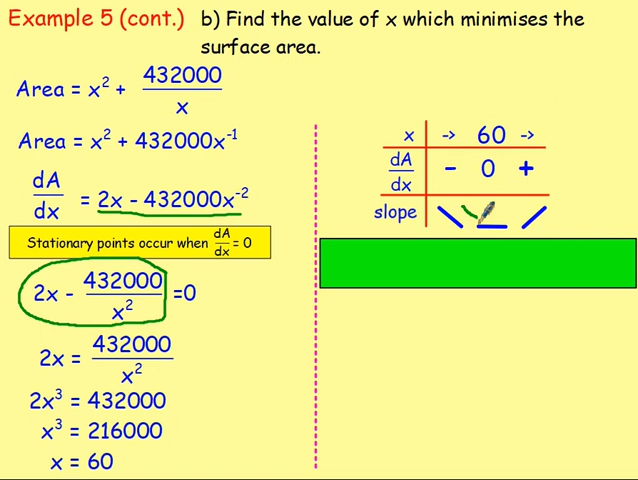 Example 5 (cont.) b) Find the value of x which minimises the
surface area.
Area = x² + 432000/x
Area = x² + 432000x⁻¹
dA/dx = 2x - 432000x⁻²
Stationary points occur when dA/dx = 0
2x - 432000/x² =0
2x = 432000/x²
2x³ = 432000
x³ = 216000
x = 60
x -> 60 ->
dA/dx - 0 +
slope